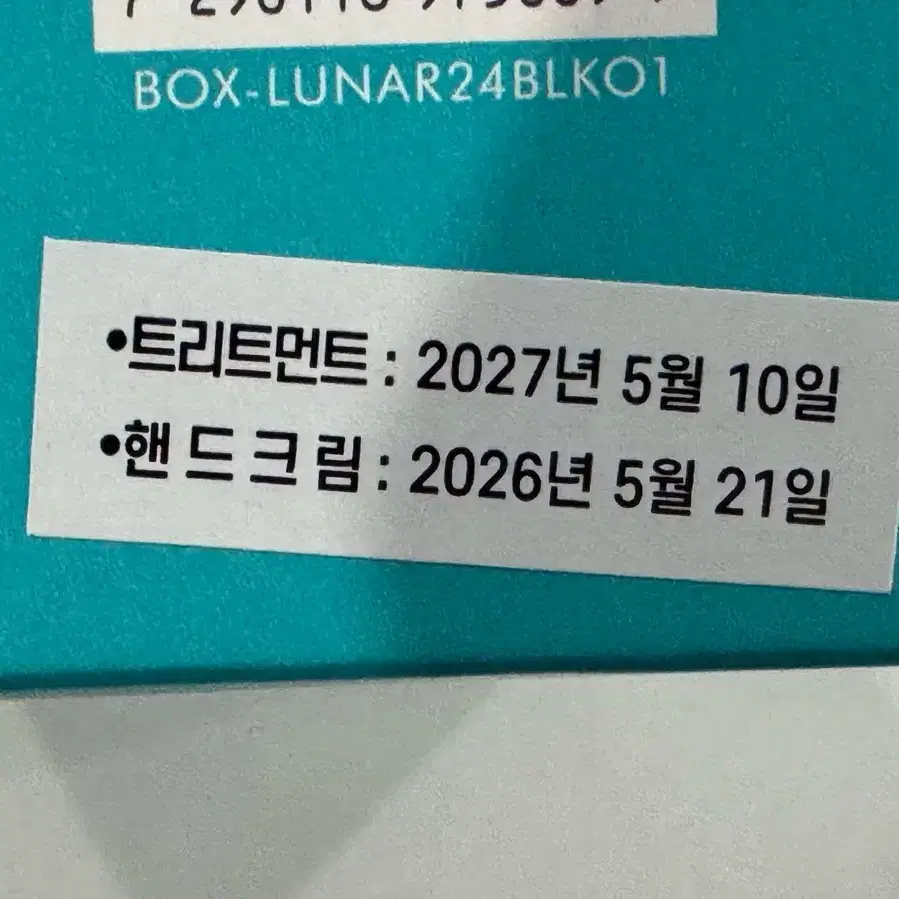 BOX-LUNAR24BLK01
•트리트먼트 : 2027년 5월 10일
•핸드크림 : 2026년 5월 21일